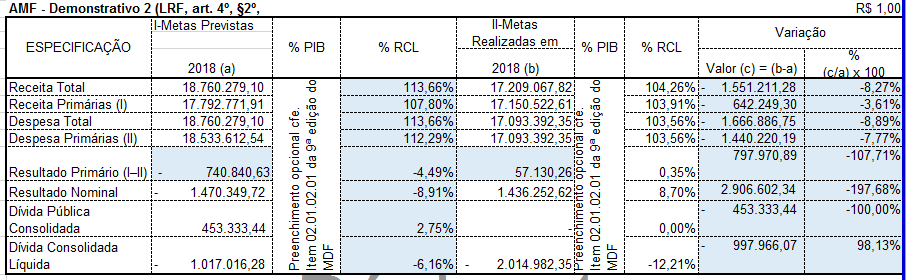 AMF - Demonstrativo 2 (LRF, art. 4º, §2º, R$ 1,00
ESPECIFICAÇÃO I-Metas Previstas 2018 (a) % PIB % RCL II-Metas Realizadas em 2018 (b) % PIB % RCL Variação Valor (c) = (b-a) % (c/a) x 100
Preenchimento opcional cfe. Item 02.01.02.01 da 9ª edição do MDF
Preenchimento opcional cfe. Item 02.01.02.01 da 9ª edição do MDF
Receita Total 18.760.279,10 113,66% 17.209.067,82 104,26% - 1.551.211,28 -8,27%
Receita Primárias (I) 17.792.771,91 107,80% 17.150.522,61 103,91% - 642.249,30 -3,61%
Despesa Total 18.760.279,10 113,66% 17.093.392,35 103,56% - 1.666.886,75 -8,89%
Despesa Primárias (II) 18.533.612,54 112,29% 17.093.392,35 103,56% - 1.440.220,19 -7,77%
Resultado Primário (I–II) - 740.840,63 -4,49% 57.130,26 0,35% 797.970,89 -107,71%
Resultado Nominal - 1.470.349,72 -8,91% 1.436.252,62 8,70% 2.906.602,34 -197,68%
Dívida Pública
Consolidada 453.333,44 2,75% - 0,00% - 453.333,44 -100,00%
Dívida Consolidada
Líquida - 1.017.016,28 -6,16% - 2.014.982,35 -12,21% - 997.966,07 98,13%